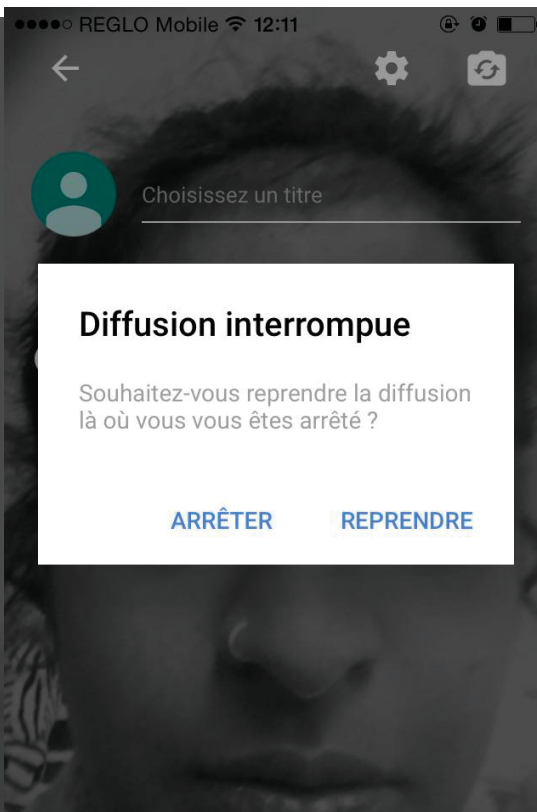 REGLO Mobile 12:11
Choisissez un titre
Diffusion interrompue
Souhaitez-vous reprendre la diffusion
là où vous vous êtes arrêté ?
ARRÊTER REPRENDRE